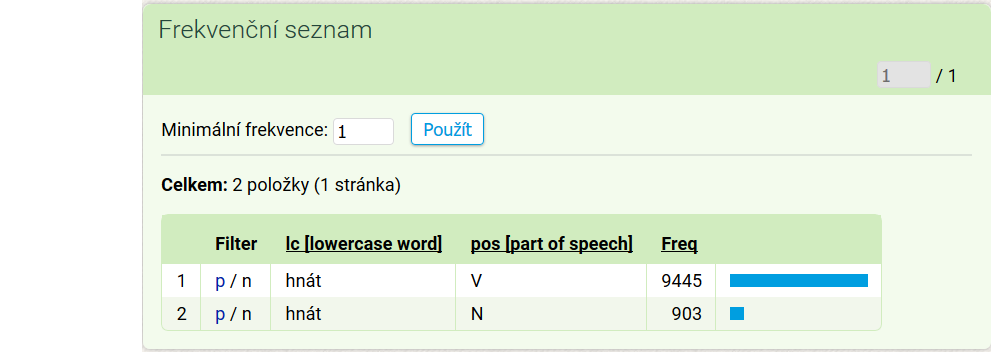 Frekvenční seznam
1 / 1
Minimální frekvence: 1 Použít
Celkem: 2 položky (1 stránka)
Filter lc [lowercase word] pos [part of speech] Freq
1 p / n hnát V 9445
2 p / n hnát N 903